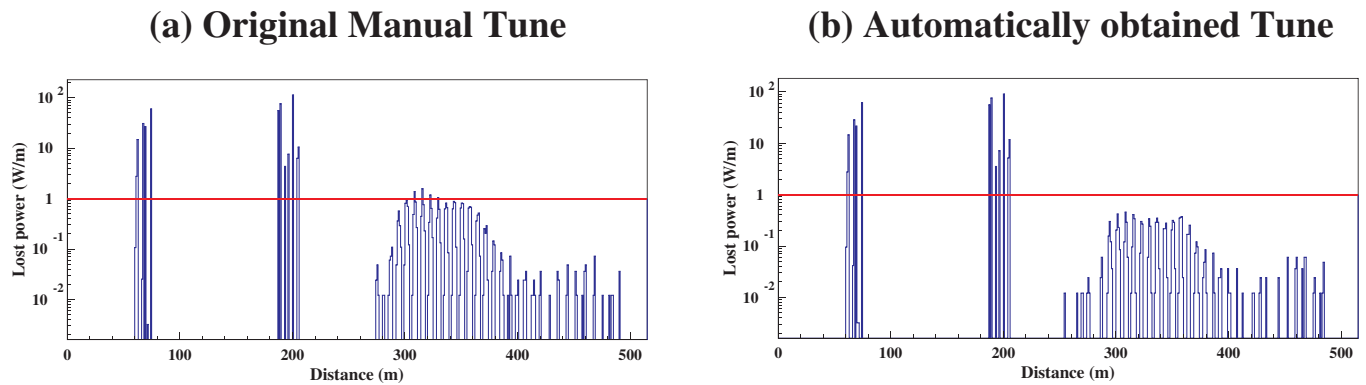 (a) Original Manual Tune
(b) Automatically obtained Tune
Lost power (W/m)
10 2
10
1
10 -1
10 -2
0 100 200 300 400 500
Distance (m)
Lost power (W/m)
10 2
10
1
10 -1
10 -2
0 100 200 300 400 500
Distance (m)